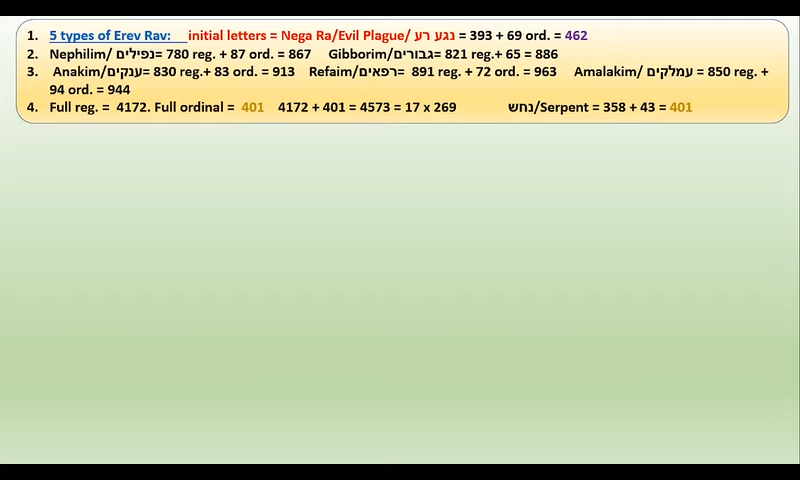 1. 5 types of Erev Rav: initial letters = Nega Ra/Evil Plague/ נגע רע = 393 + 69 ord. = 462
2. Nephilim/ נפילים= 780 reg. + 87 ord. = 867 Gibborim/גבורים= 821 reg.+ 65 = 886
3. Anakim/ענקים= 830 reg.+ 83 ord. = 913 Refaim/רפאים= 891 reg. + 72 ord. = 963 Amalakim/ עמלקים = 850 reg. +
94 ord. = 944
4. Full reg. = 4172. Full ordinal = 401 4172 + 401 = 4573 = 17 x 269 נחש/Serpent = 358 + 43 = 401